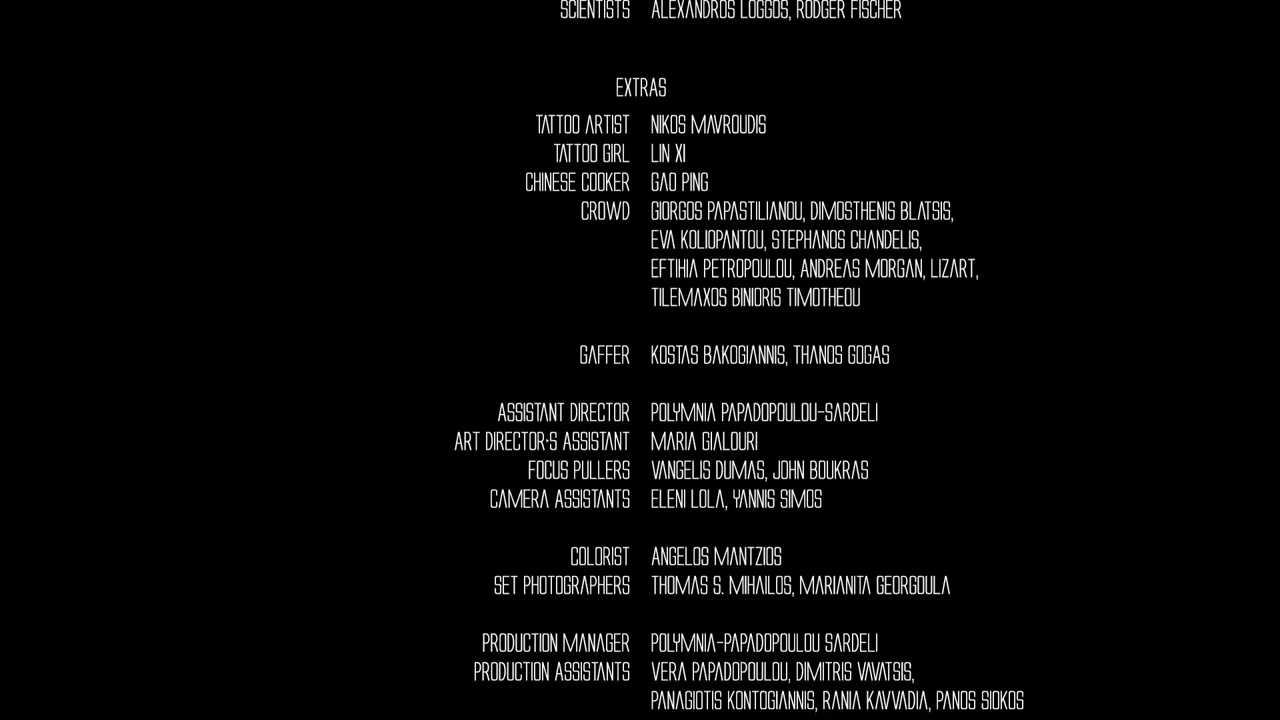 SCIENTISTS ALEXANDROS LOGGOS, RODGER FISCHER
EXTRAS
TATTOO ARTIST NIKOS MAVROUDIS
TATTOO GIRL LIN XI
CHINESE COOKER GAO PING
CROWD GIORGOS PAPASTILIANOU, DIMOSTHENIS BLATSIS,
EVA KOLIOPANTOU, STEPHANOS CHANDELIS,
EFTIHIA PETROPOULOU, ANDREAS MORGAN, LIZART,
TILEMAXOS BINIORIS TIMOTHEOU
GAFFER KOSTAS BAKOGIANNIS, THANOS GOGAS
ASSISTANT DIRECTOR POLYMNIA PAPADOPOULOU-SARDELI
ART DIRECTOR'S ASSISTANT MARIA GIALOURI
FOCUS PULLERS VANGELIS DUMAS, JOHN BOUKRAS
CAMERA ASSISTANTS ELENI LOLA, YANNIS SIMOS
COLORIST ANGELOS MANTZIOS
SET PHOTOGRAPHERS THOMAS S. MIHAILOS, MARIANITA GEORGOULA
PRODUCTION MANAGER POLYMNIA-PAPADOPOULOU SARDELI
PRODUCTION ASSISTANTS VERA PAPADOPOULOU, DIMITRIS VAVATSIS,
PANAGIOTIS KONTOGIANNIS, RANIA KAVVADIA, PANOS SIOKOS